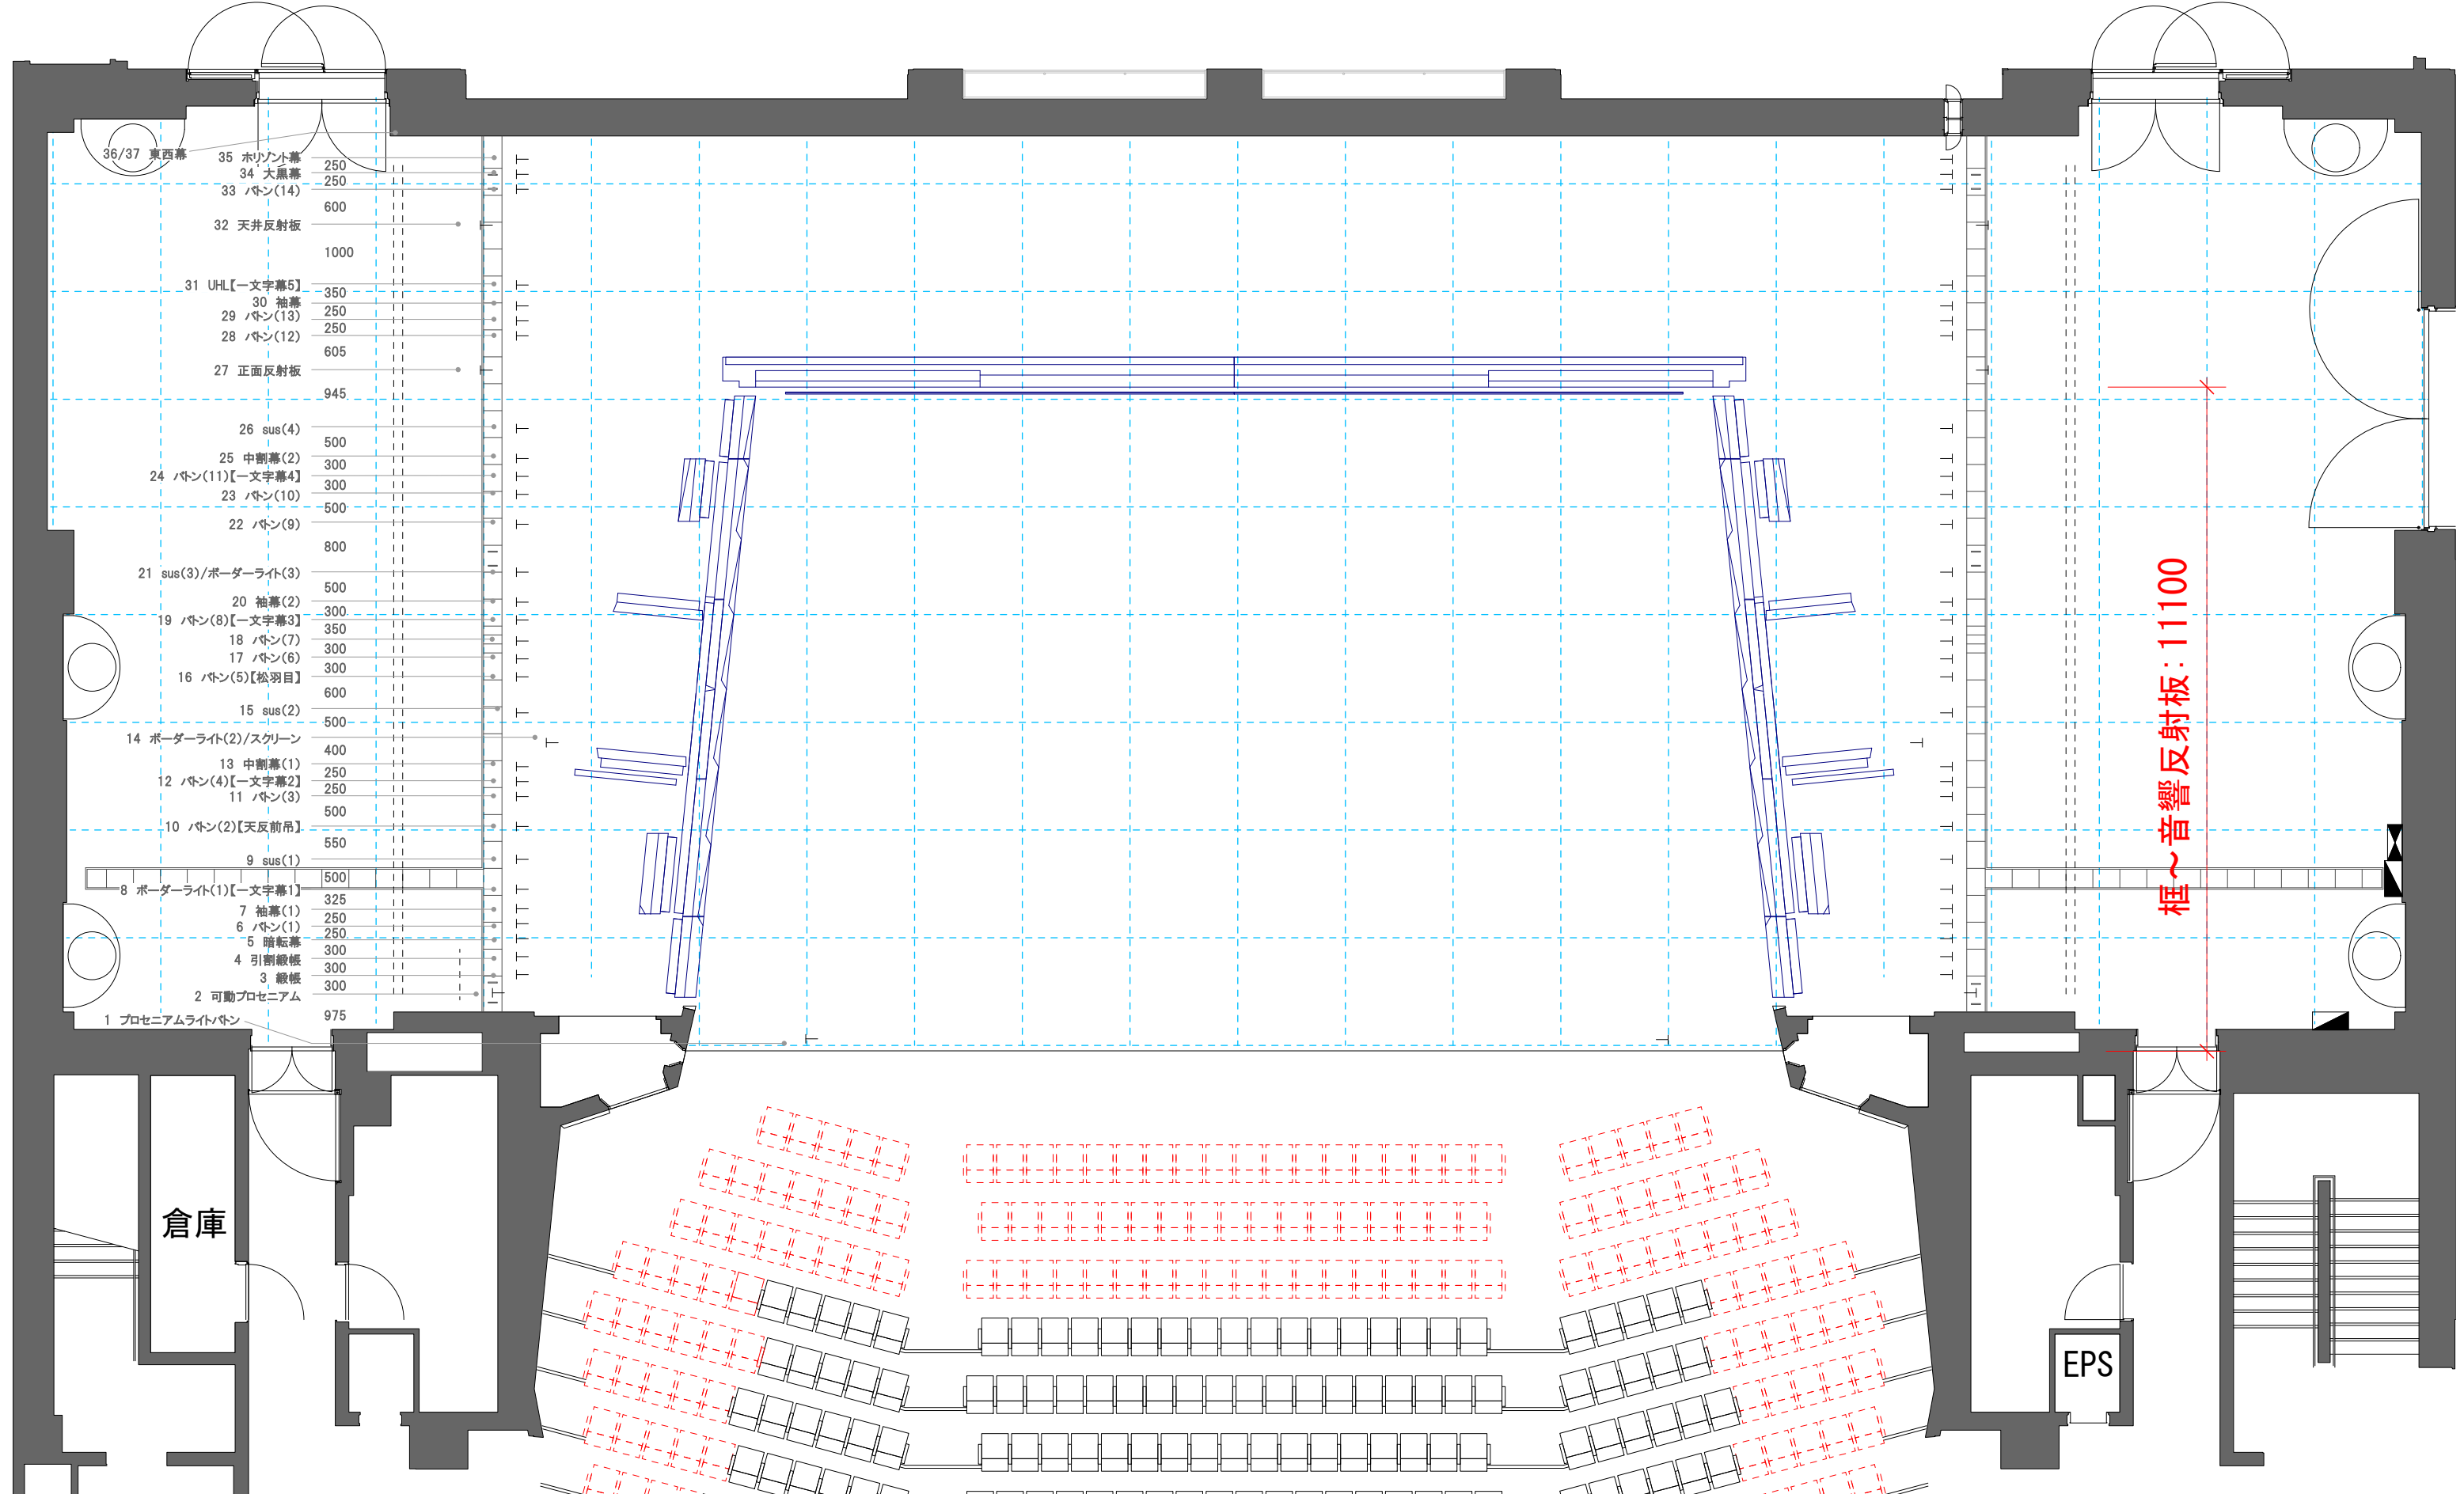 36/37 東西幕
35 ホリゾント幕
250
34 大黒幕
250
33 バトン(14)
600
32 天井反射板
1000
31 UHL【一文字幕5】
350
30 袖幕
250
29 バトン(13)
250
28 バトン(12)
605
27 正面反射板
945
26 sus(4)
500
25 中割幕(2)
300
24 バトン(11)【一文字幕4】
300
23 バトン(10)
500
22 バトン(9)
800
21 sus(3)/ボーダーライト(3)
500
20 袖幕(2)
300
19 バトン(8)【一文字幕3】
350
18 バトン(7)
300
17 バトン(6)
300
16 バトン(5)【松羽目】
600
15 sus(2)
500
14 ボーダーライト(2)/スクリーン
400
13 中割幕(1)
250
12 バトン(4)【一文字幕2】
250
11 バトン(3)
500
10 バトン(2)【天反前吊】
550
9 sus(1)
500
8 ボーダーライト(1)【一文字幕1】
325
7 袖幕(1)
250
6 バトン(1)
250
5 暗転幕
300
4 引割緞帳
300
3 緞帳
300
2 可動プロセニアム
975
1 プロセニアムライトバトン
框～音響反射板：11100
倉庫
EPS